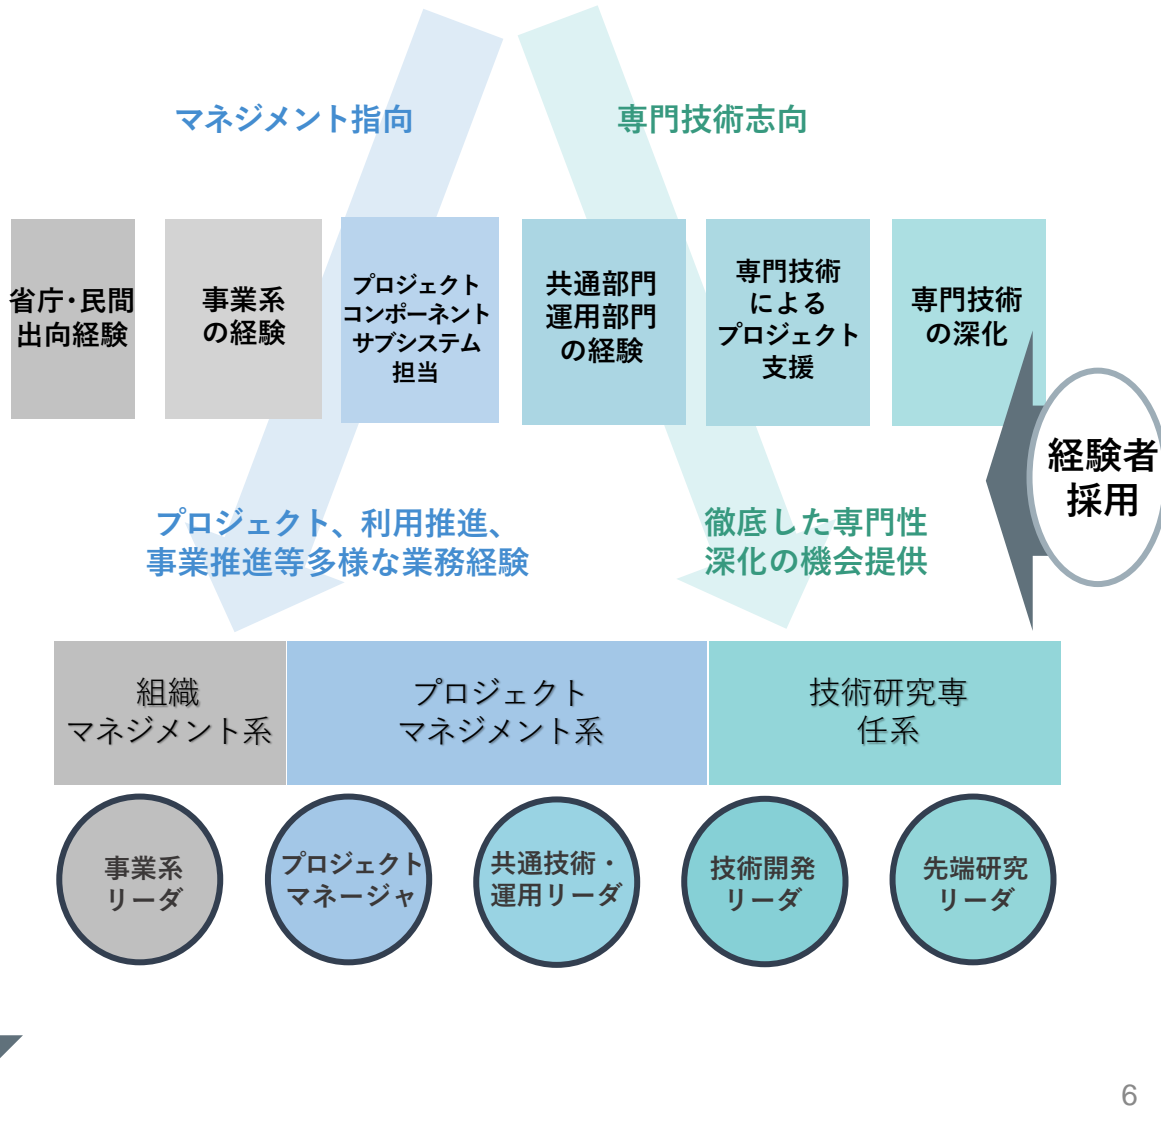 マネジメント指向
専門技術志向
省庁・民間
出向経験
事業系
の経験
プロジェクト
コンポーネント
サブシステム
担当
共通部門
運用部門
の経験
専門技術
による
プロジェクト
支援
専門技術
の深化
経験者
採用
プロジェクト、利用推進、
事業推進等多様な業務経験
徹底した専門性
深化の機会提供
組織
マネジメント系
プロジェクト
マネジメント系
技術研究専
任系
事業系
リーダ
プロジェクト
マネージャ
共通技術・
運用リーダ
技術開発
リーダ
先端研究
リーダ
6